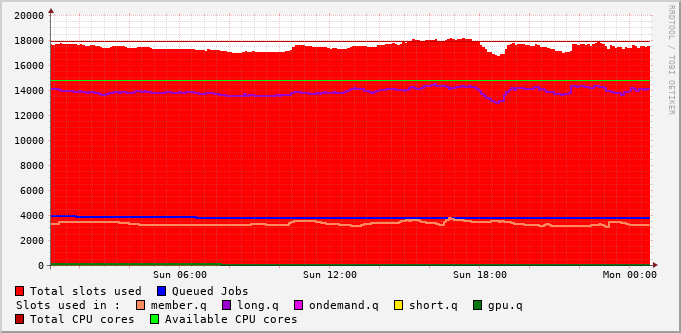 20000
18000
16000
14000
12000
10000
8000
6000
4000
2000
0
Sun 06:00 Sun 12:00 Sun 18:00 Mon 00:00
Total slots used Queued Jobs
Slots used in : member.q long.q ondemand.q short.q gpu.q
Total CPU cores Available CPU cores
RRDTOOL / TOBI OETIKER